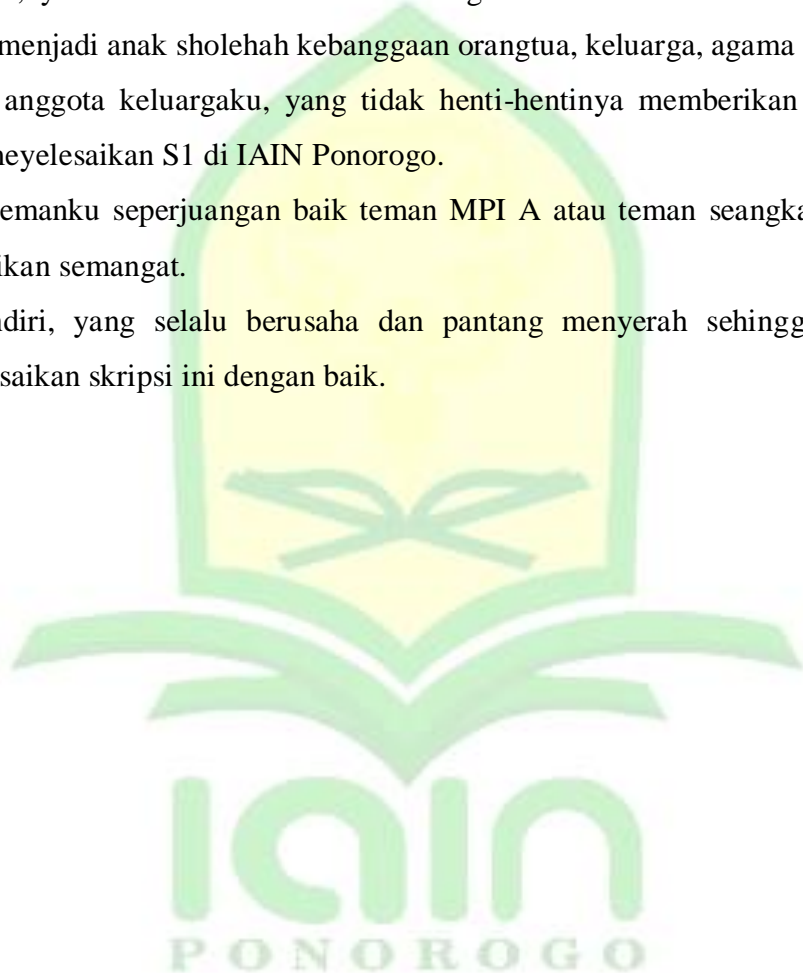 menjadi anak sholehah kebanggaan orangtua, keluarga, agama
anggota keluargaku, yang tidak henti-hentinya memberikan
neyelesaikan S1 di IAIN Ponorogo.
emanku seperjuangan baik teman MPI A atau teman seangka
ikan semangat.
ndiri, yang selalu berusaha dan pantang menyerah sehingg
saikan skripsi ini dengan baik.
iain
PONOROGO